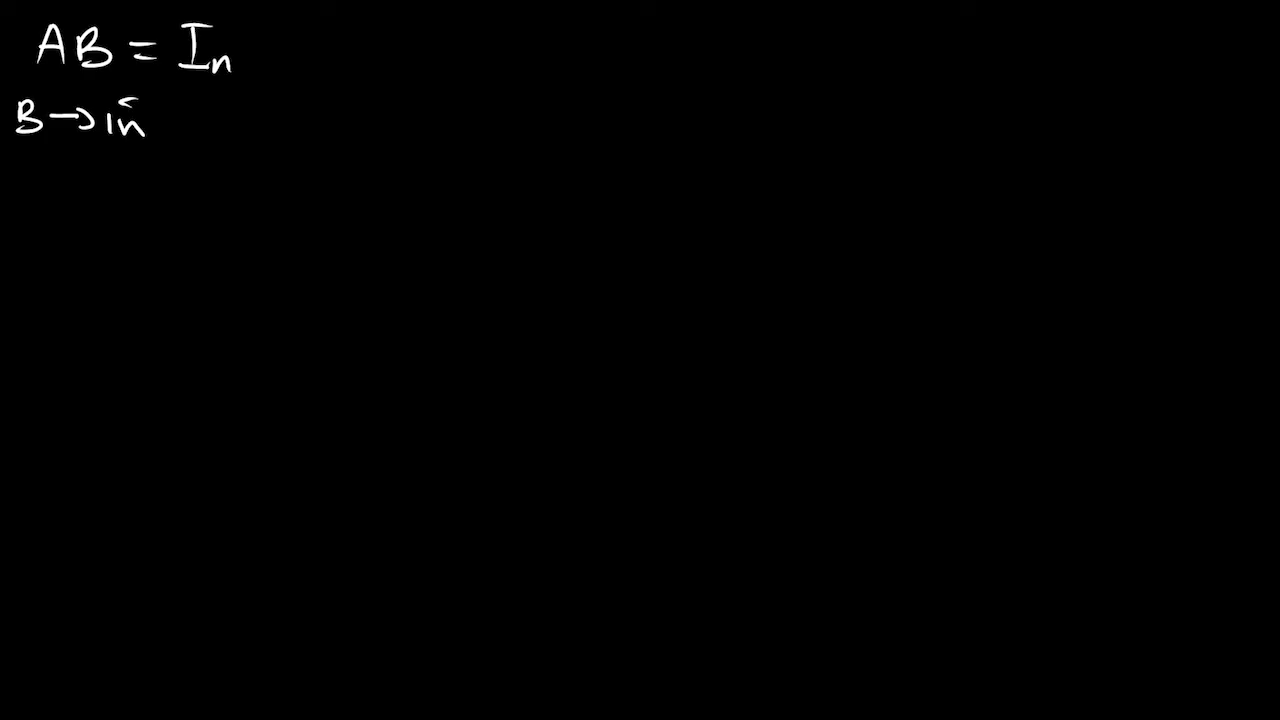 AB = Iₙ
B → in